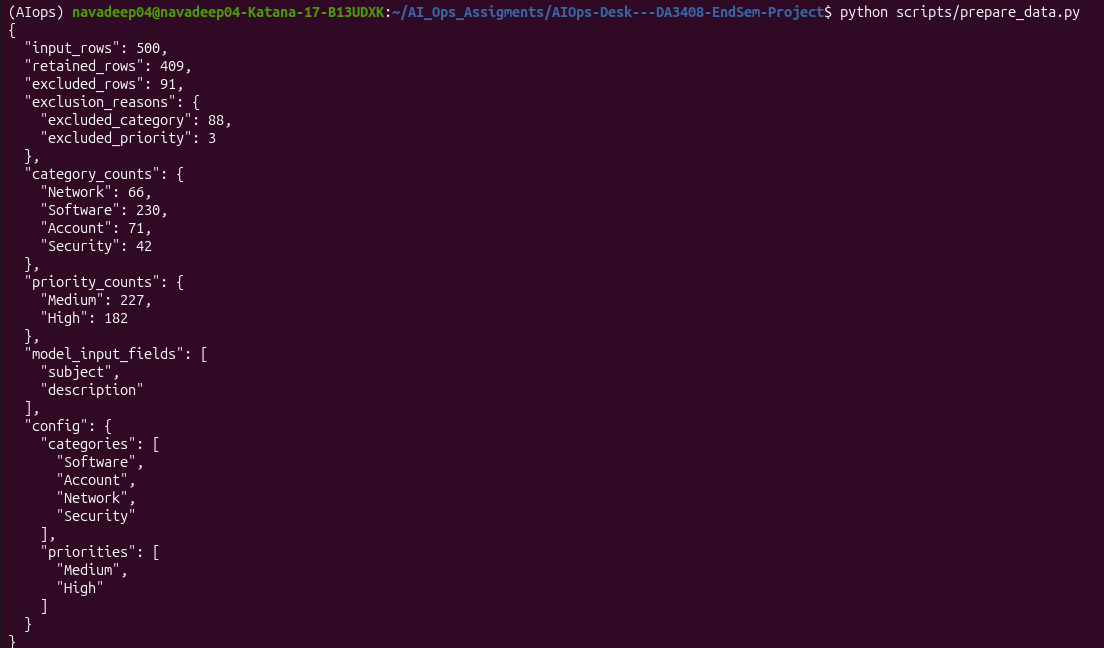 (AIops) navadeep04@navadeep04-Katana-17-B13UDXK:~/AI_Ops_Assigments/AIOps-Desk---DA3408-EndSem-Project$ python scripts/prepare_data.py
{
  "input_rows": 500,
  "retained_rows": 409,
  "excluded_rows": 91,
  "exclusion_reasons": {
    "excluded_category": 88,
    "excluded_priority": 3
  },
  "category_counts": {
    "Network": 66,
    "Software": 230,
    "Account": 71,
    "Security": 42
  },
  "priority_counts": {
    "Medium": 227,
    "High": 182
  },
  "model_input_fields": [
    "subject",
    "description"
  ],
  "config": {
    "categories": [
      "Software",
      "Account",
      "Network",
      "Security"
    ],
    "priorities": [
      "Medium",
      "High"
    ]
  }
}